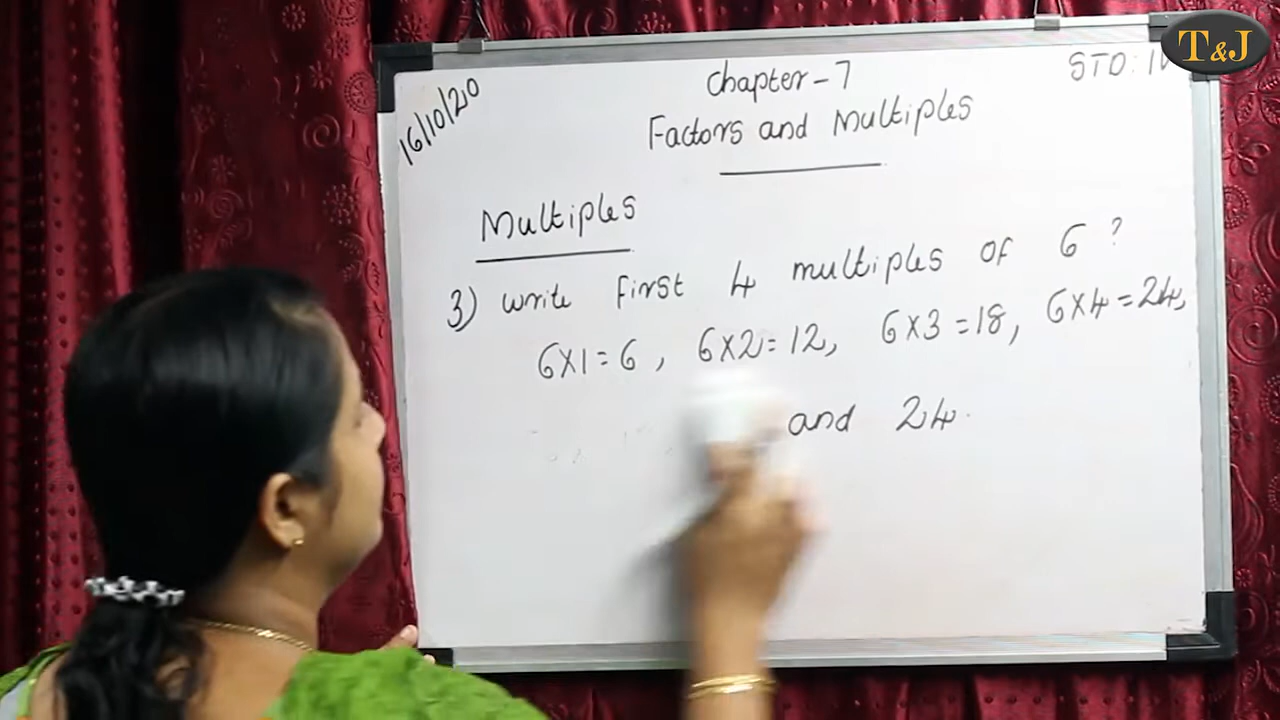 T&J
16/10/20
Chapter-7
STD: IV
Factors and Multiples
Multiples
3) write first 4 multiples of 6 ?
6X1=6, 6X2=12, 6X3=18, 6X4=24,
and 24.